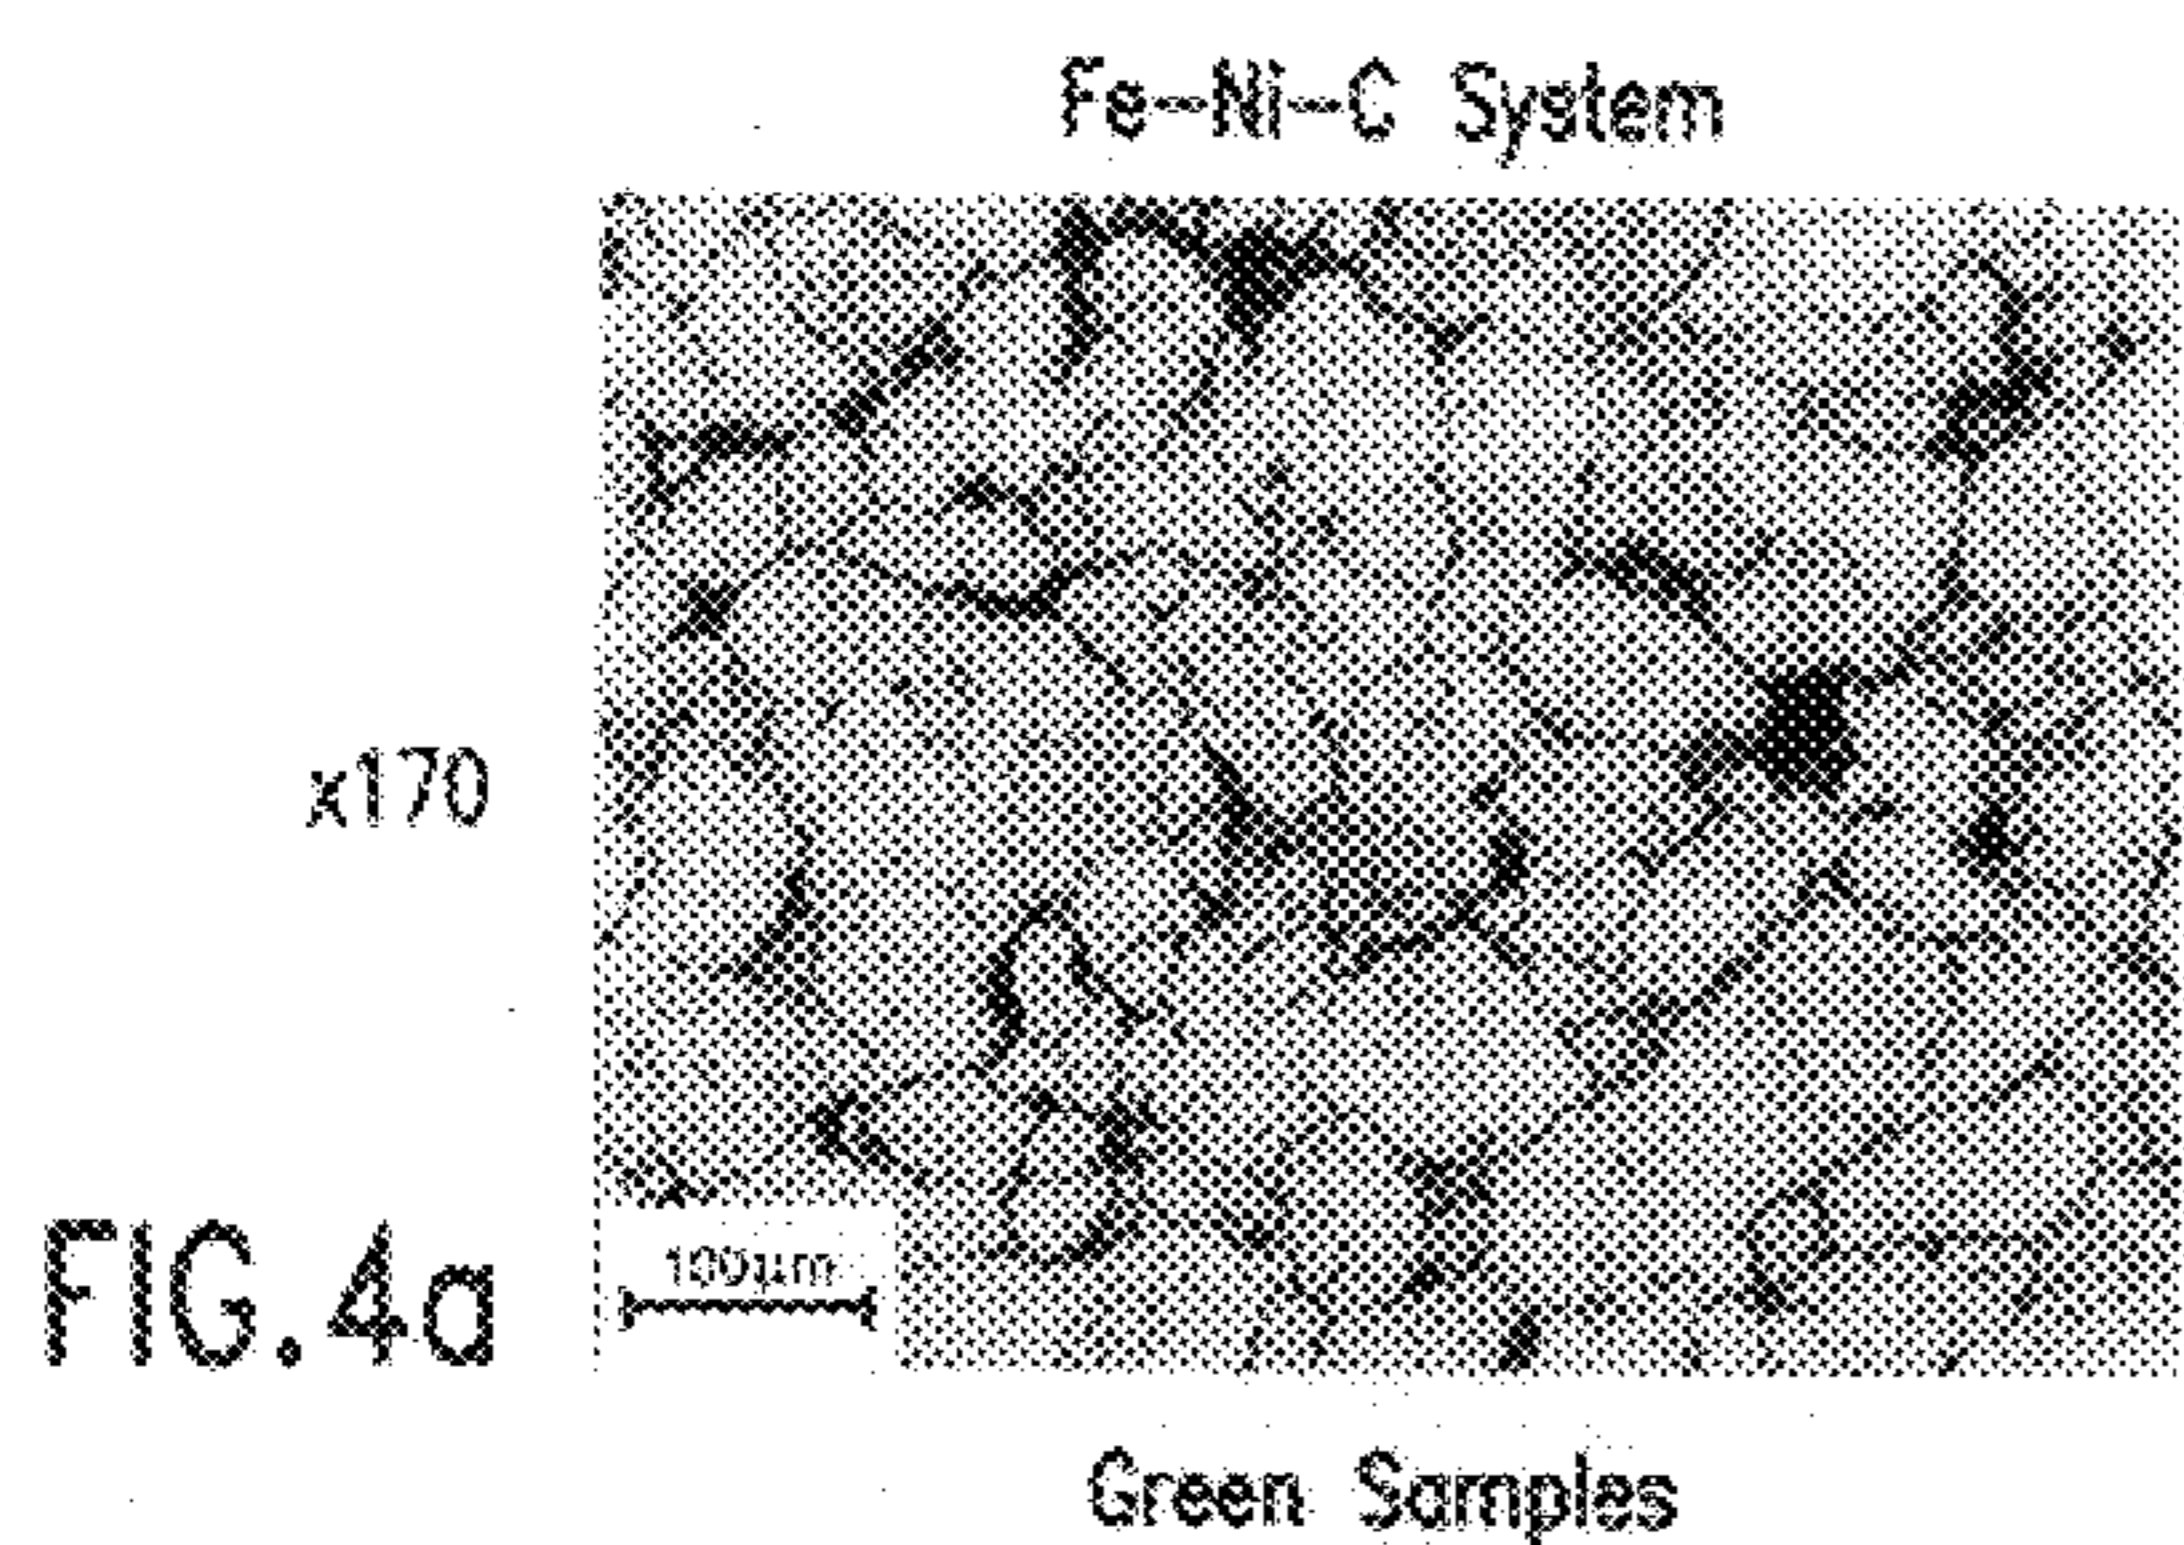 Fe-Ni-C System
x170
100μm
FIG.4a
Green Samples